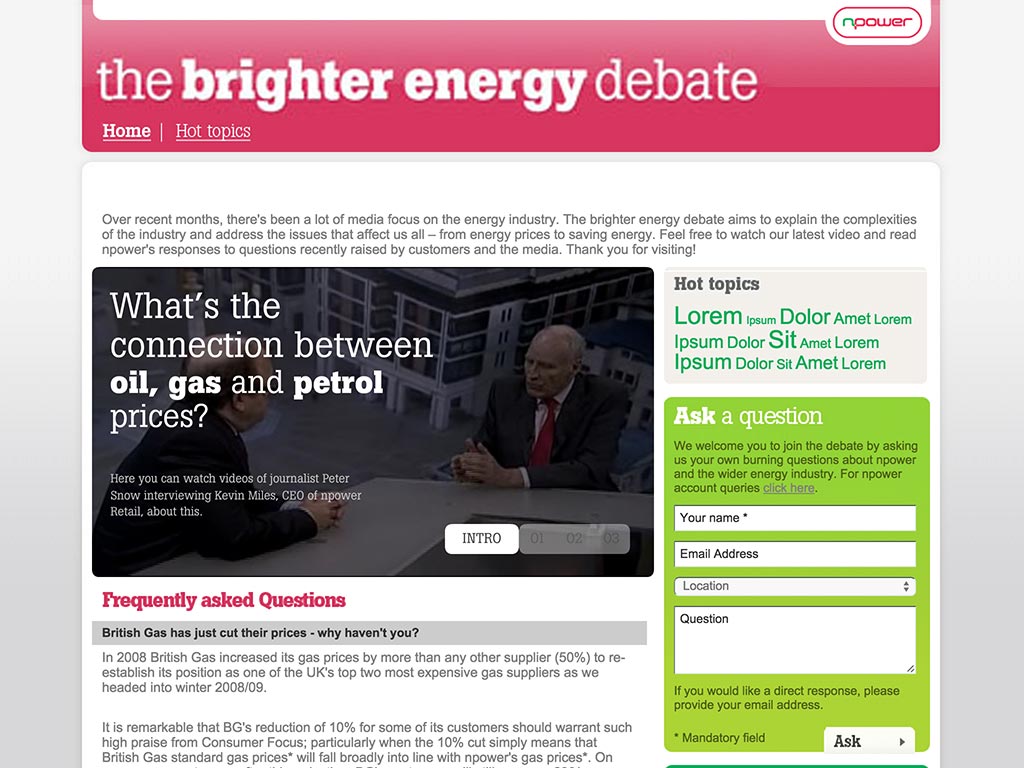 npower
the brighter energy debate
Home | Hot topics
Over recent months, there's been a lot of media focus on the energy industry. The brighter energy debate aims to explain the complexities
of the industry and address the issues that affect us all – from energy prices to saving energy. Feel free to watch our latest video and read
npower's responses to questions recently raised by customers and the media. Thank you for visiting!
What's the
connection between
oil, gas and petrol
prices?
Here you can watch videos of journalist Peter
Snow interviewing Kevin Miles, CEO of npower
Retail, about this.
INTRO 01 02 03
Frequently asked Questions
British Gas has just cut their prices - why haven't you?
In 2008 British Gas increased its gas prices by more than any other supplier (50%) to re-
establish its position as one of the UK's top two most expensive gas suppliers as we
headed into winter 2008/09.
It is remarkable that BG's reduction of 10% for some of its customers should warrant such
high praise from Consumer Focus; particularly when the 10% cut simply means that
British Gas standard gas prices* will fall broadly into line with npower's gas prices*. On
Hot topics
Lorem Ipsum Dolor Amet Lorem
Ipsum Dolor Sit Amet Lorem
Ipsum Dolor Sit Amet Lorem
Ask a question
We welcome you to join the debate by asking
us your own burning questions about npower
and the wider energy industry. For npower
account queries click here.
Your name *
Email Address
Location
Question
If you would like a direct response, please
provide your email address.
* Mandatory field
Ask